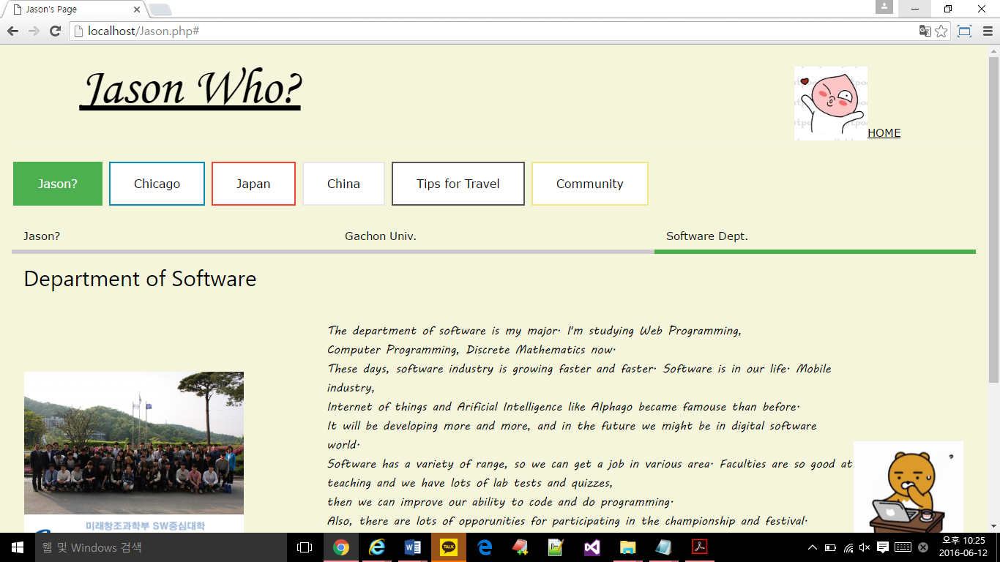 Jason's Page
localhost/Jason.php#
Jason Who?
HOME
Jason?
Chicago
Japan
China
Tips for Travel
Community
Jason?
Gachon Univ.
Software Dept.
Department of Software
The department of software is my major. I'm studying Web Programming,
Computer Programming, Discrete Mathematics now.
These days, software industry is growing faster and faster. Software is in our life. Mobile
industry,
Internet of things and Arificial Intelligence like Alphago became famouse than before.
It will be developing more and more, and in the future we might be in digital software
world.
Software has a variety of range, so we can get a job in various area. Faculties are so good at
teaching and we have lots of lab tests and quizzes,
then we can improve our ability to code and do programming.
Also, there are lots of opporunities for participating in the championship and festival.
미래창조과학부 SW중심대학
웹 및 Windows 검색
TALK
오후 10:25
2016-06-12